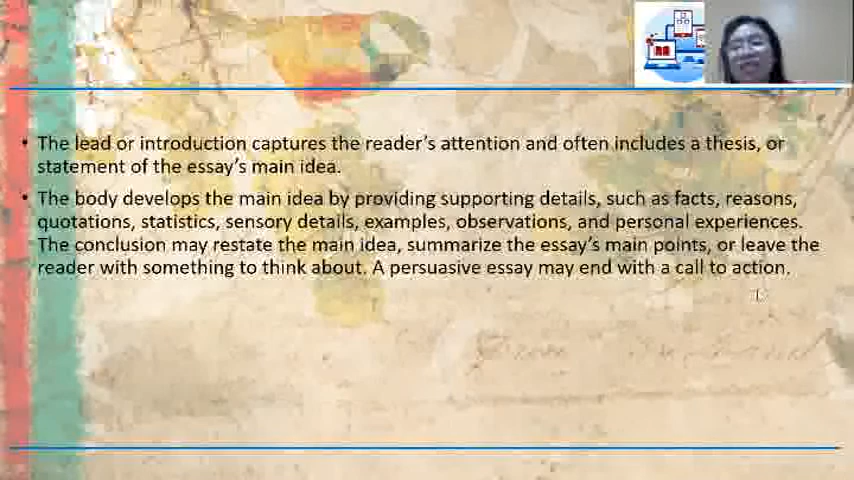 • The lead or introduction captures the reader's attention and often includes a thesis, or
statement of the essay's main idea.
• The body develops the main idea by providing supporting details, such as facts, reasons,
quotations, statistics, sensory details, examples, observations, and personal experiences.
The conclusion may restate the main idea, summarize the essay's main points, or leave the
reader with something to think about. A persuasive essay may end with a call to action.